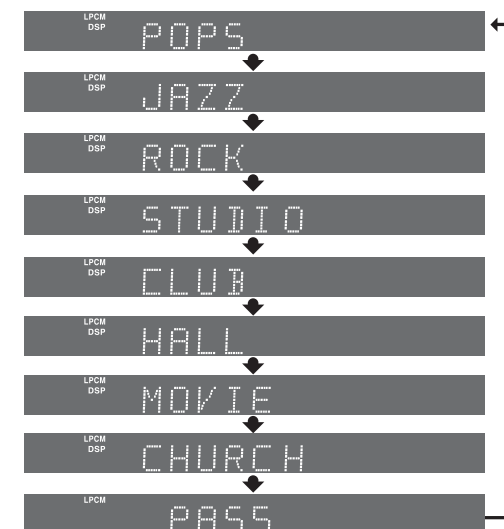 LPCM
DSP
POPS
LPCM
DSP
JAZZ
LPCM
DSP
ROCK
LPCM
DSP
STUDIO
LPCM
DSP
CLUB
LPCM
DSP
HALL
LPCM
DSP
MOVIE
LPCM
DSP
CHURCH
LPCM
PASS